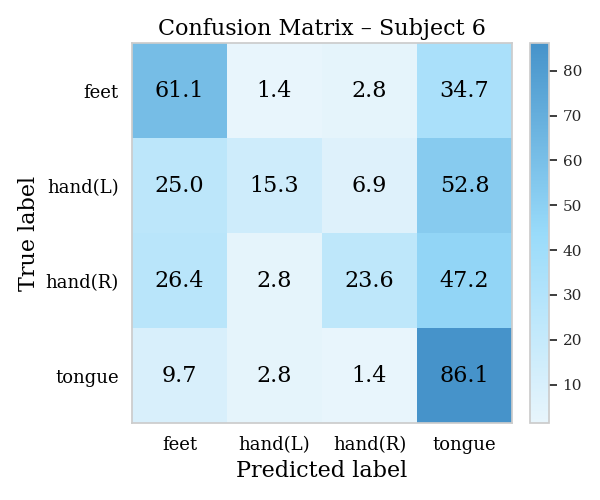 Confusion Matrix – Subject 6
feet 61.1 1.4 2.8 34.7
hand(L) 25.0 15.3 6.9 52.8
hand(R) 26.4 2.8 23.6 47.2
tongue 9.7 2.8 1.4 86.1
feet hand(L) hand(R) tongue
Predicted label
True label
80
70
60
50
40
30
20
10